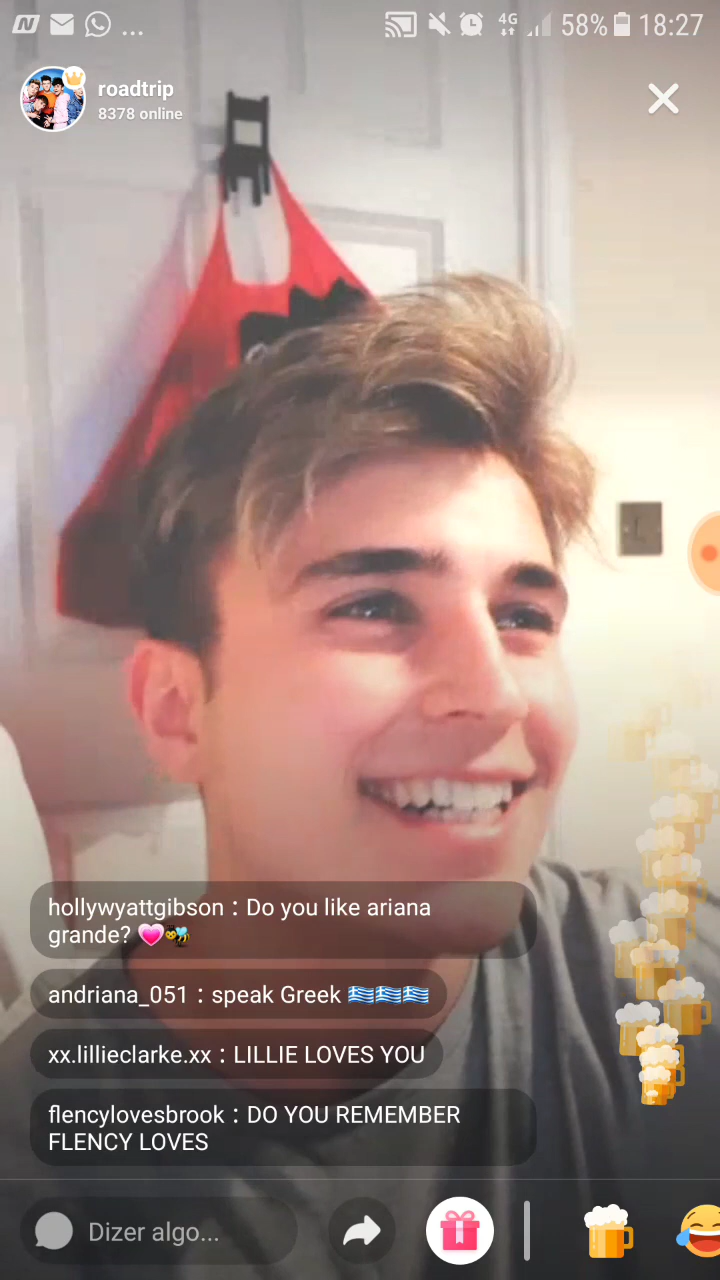 ... 4G 58% 18:27
roadtrip
8378 online
hollywyattgibson : Do you like ariana
grande? 💗🐝
andriana_051 : speak Greek 🇬🇷🇬🇷🇬🇷
xx.lillieclarke.xx : LILLIE LOVES YOU
flencylovesbrook : DO YOU REMEMBER
FLENCY LOVES
Dizer algo...